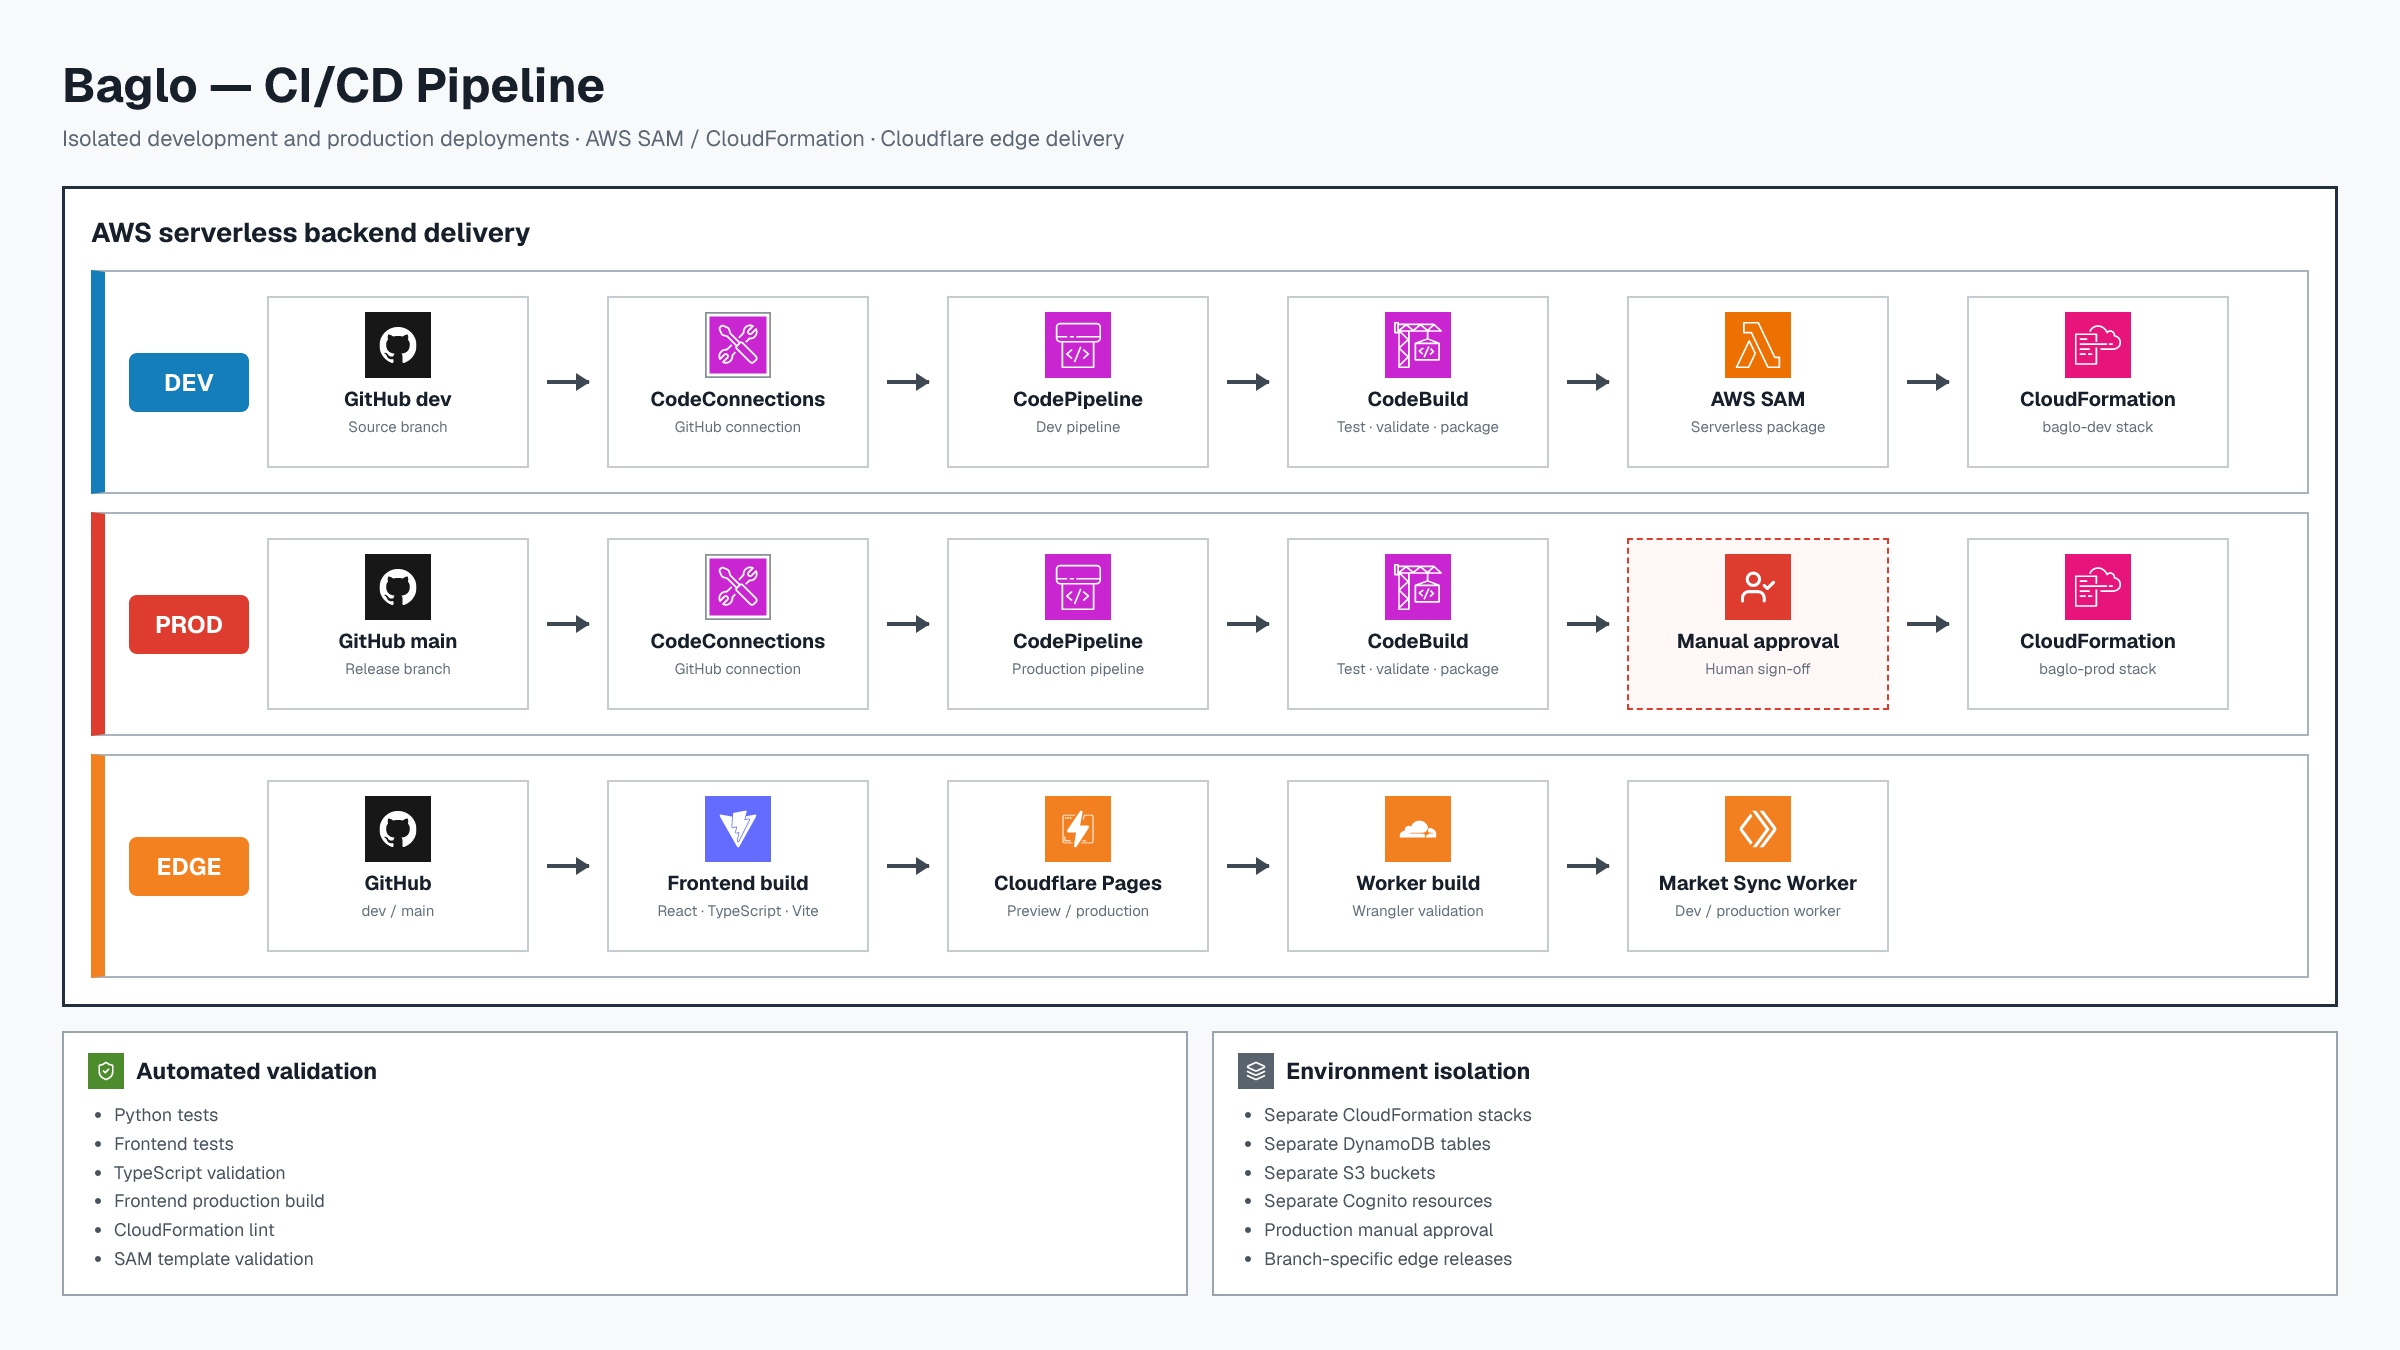 Baglo — CI/CD Pipeline
Isolated development and production deployments · AWS SAM / CloudFormation · Cloudflare edge delivery
AWS serverless backend delivery
DEV
GitHub dev
Source branch
CodeConnections
GitHub connection
CodePipeline
Dev pipeline
CodeBuild
Test · validate · package
AWS SAM
Serverless package
CloudFormation
baglo-dev stack
PROD
GitHub main
Release branch
CodeConnections
GitHub connection
CodePipeline
Production pipeline
CodeBuild
Test · validate · package
Manual approval
Human sign-off
CloudFormation
baglo-prod stack
EDGE
GitHub
dev / main
Frontend build
React · TypeScript · Vite
Cloudflare Pages
Preview / production
Worker build
Wrangler validation
Market Sync Worker
Dev / production worker
Automated validation
• Python tests
• Frontend tests
• TypeScript validation
• Frontend production build
• CloudFormation lint
• SAM template validation
Environment isolation
• Separate CloudFormation stacks
• Separate DynamoDB tables
• Separate S3 buckets
• Separate Cognito resources
• Production manual approval
• Branch-specific edge releases